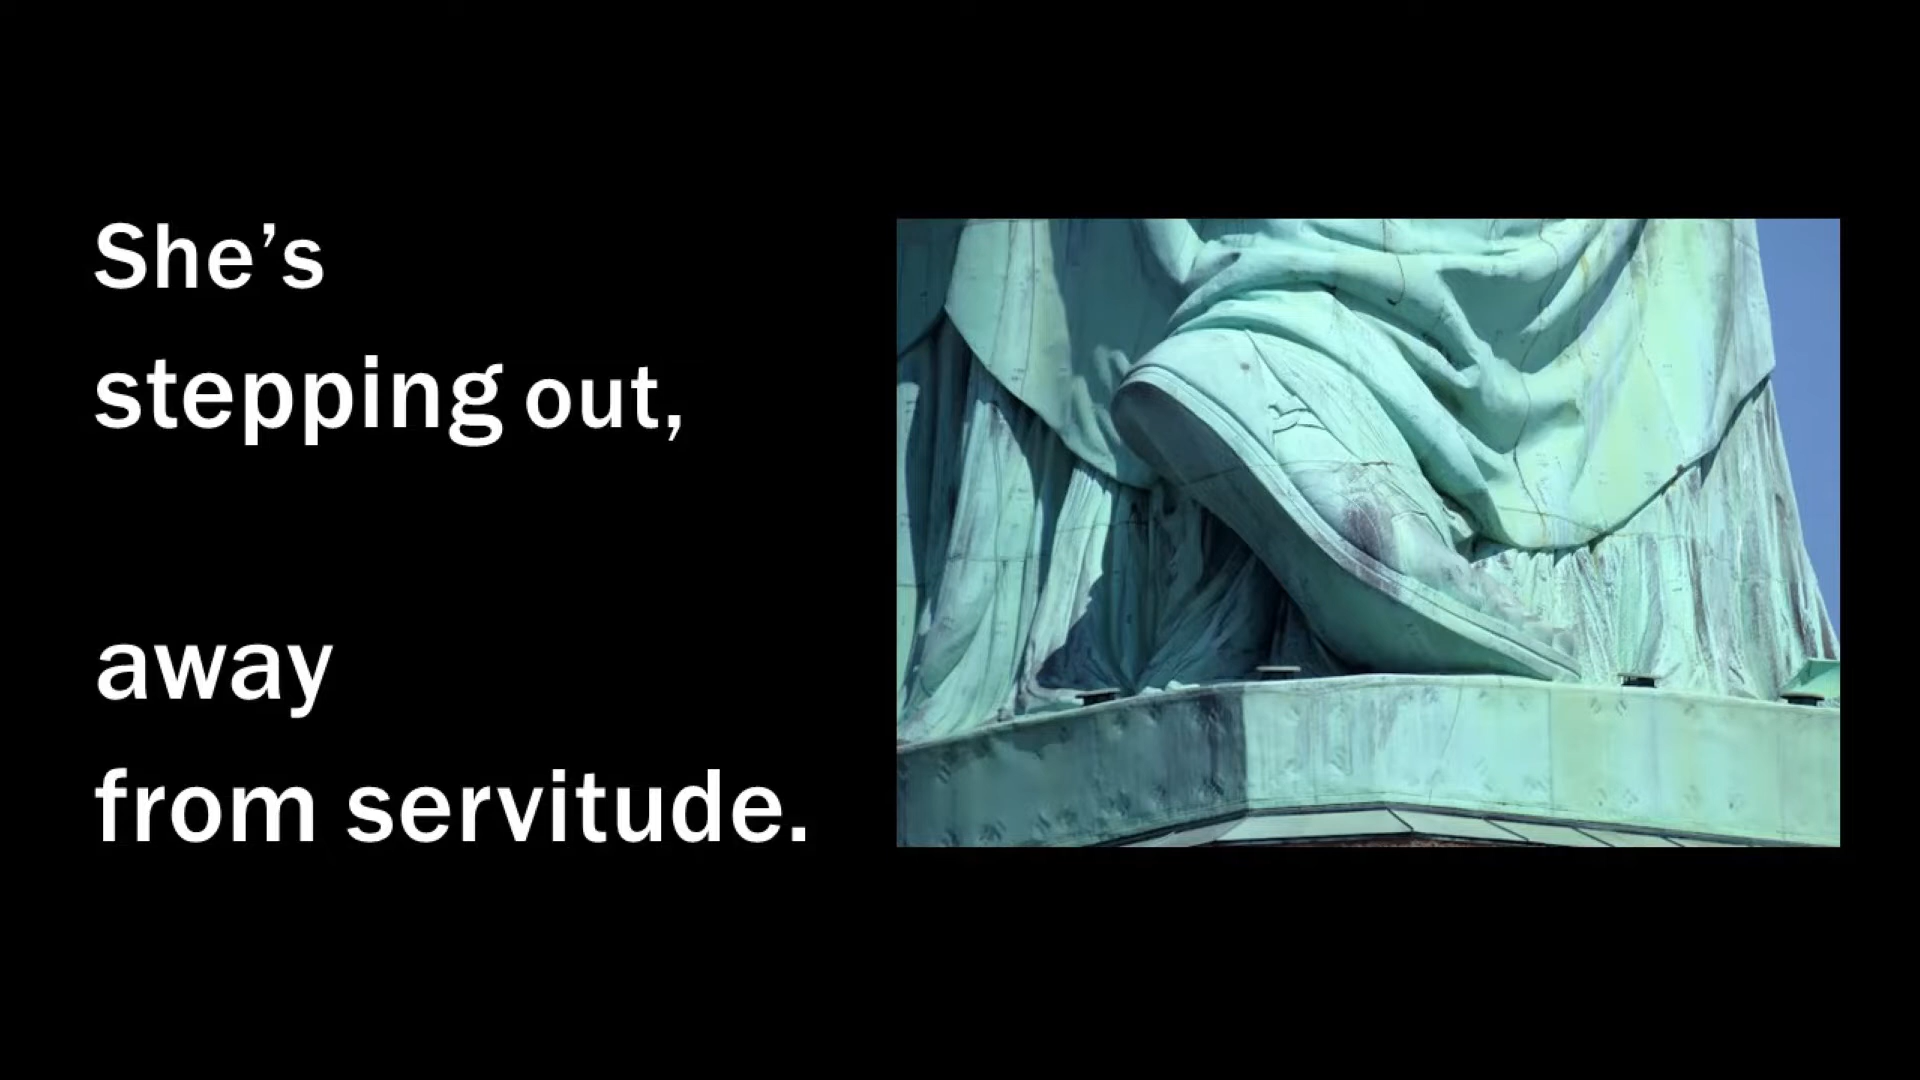 She’s
stepping out,
away
from servitude.